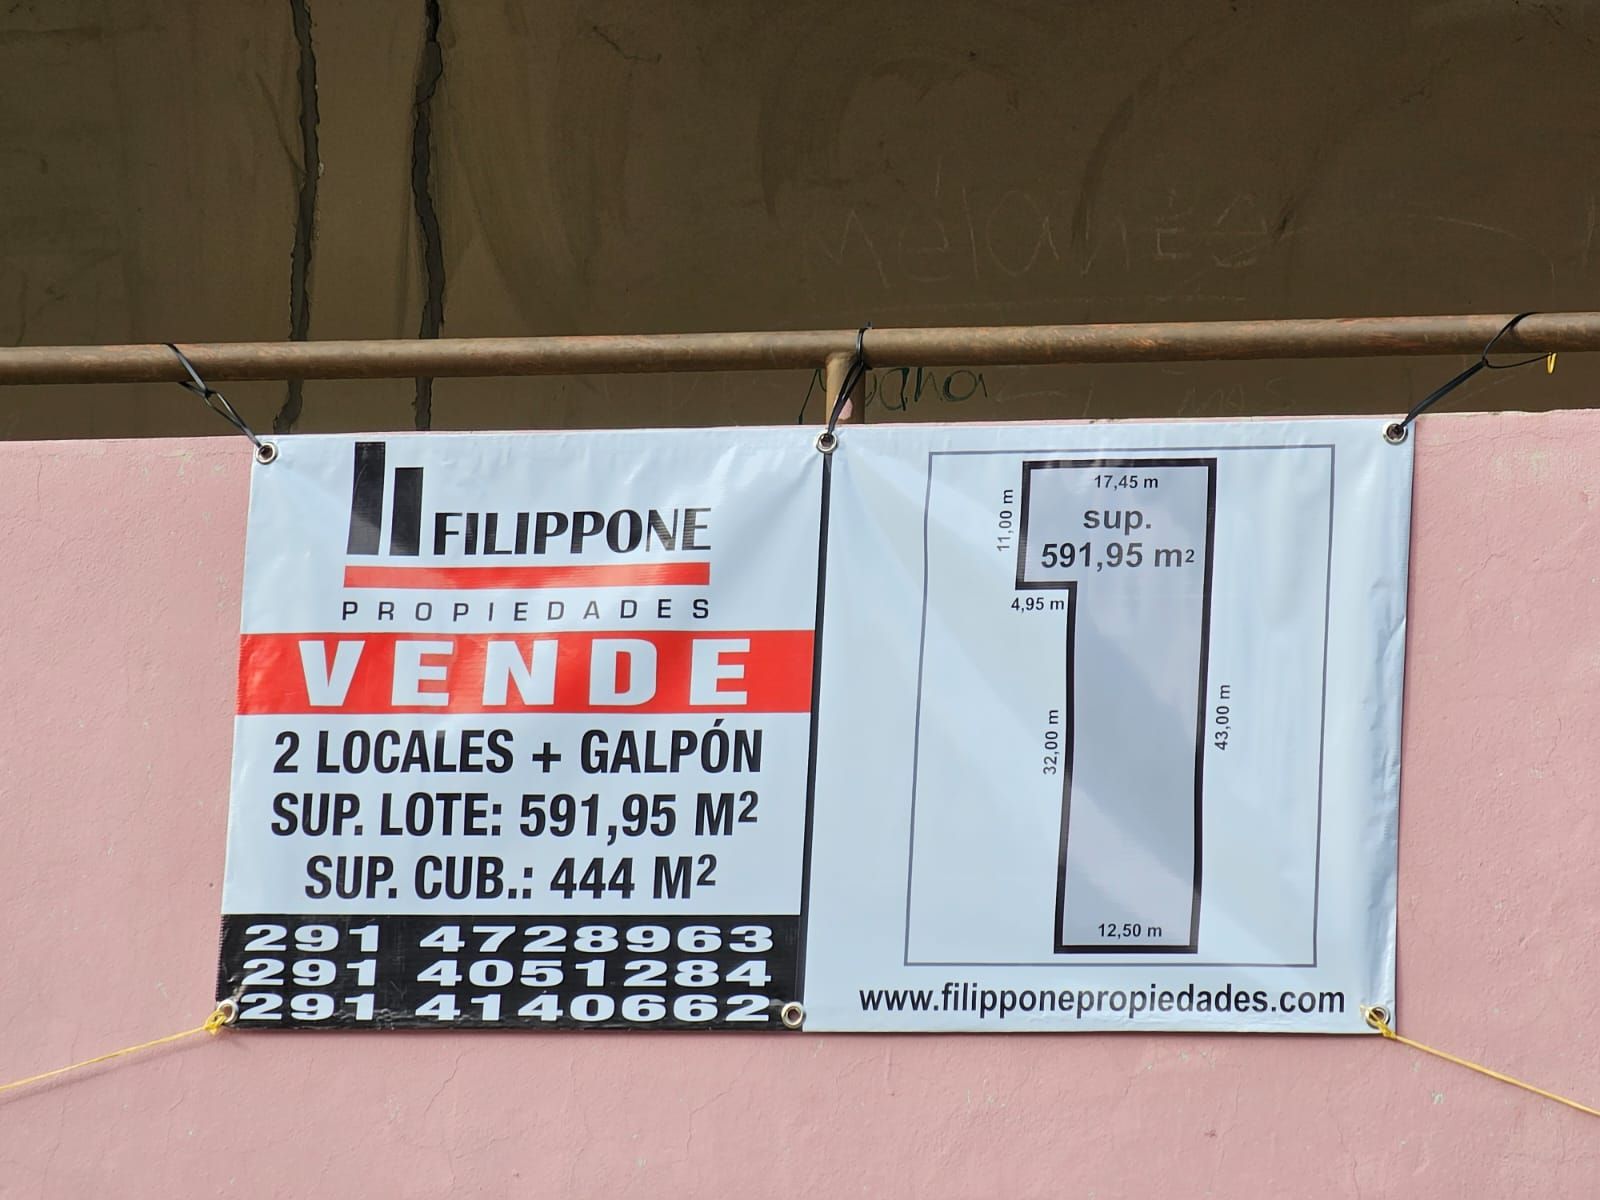 Melanie
FILIPPONE
PROPIEDADES
VENDE
2 LOCALES + GALPÓN
SUP. LOTE: 591,95 M²
SUP. CUB.: 444 M²
291 4728963
291 4051284
291 4140662
17,45 m
11,00 m
sup.
591,95 m²
4,95 m
32,00 m
43,00 m
12,50 m
www.filipponepropiedades.com